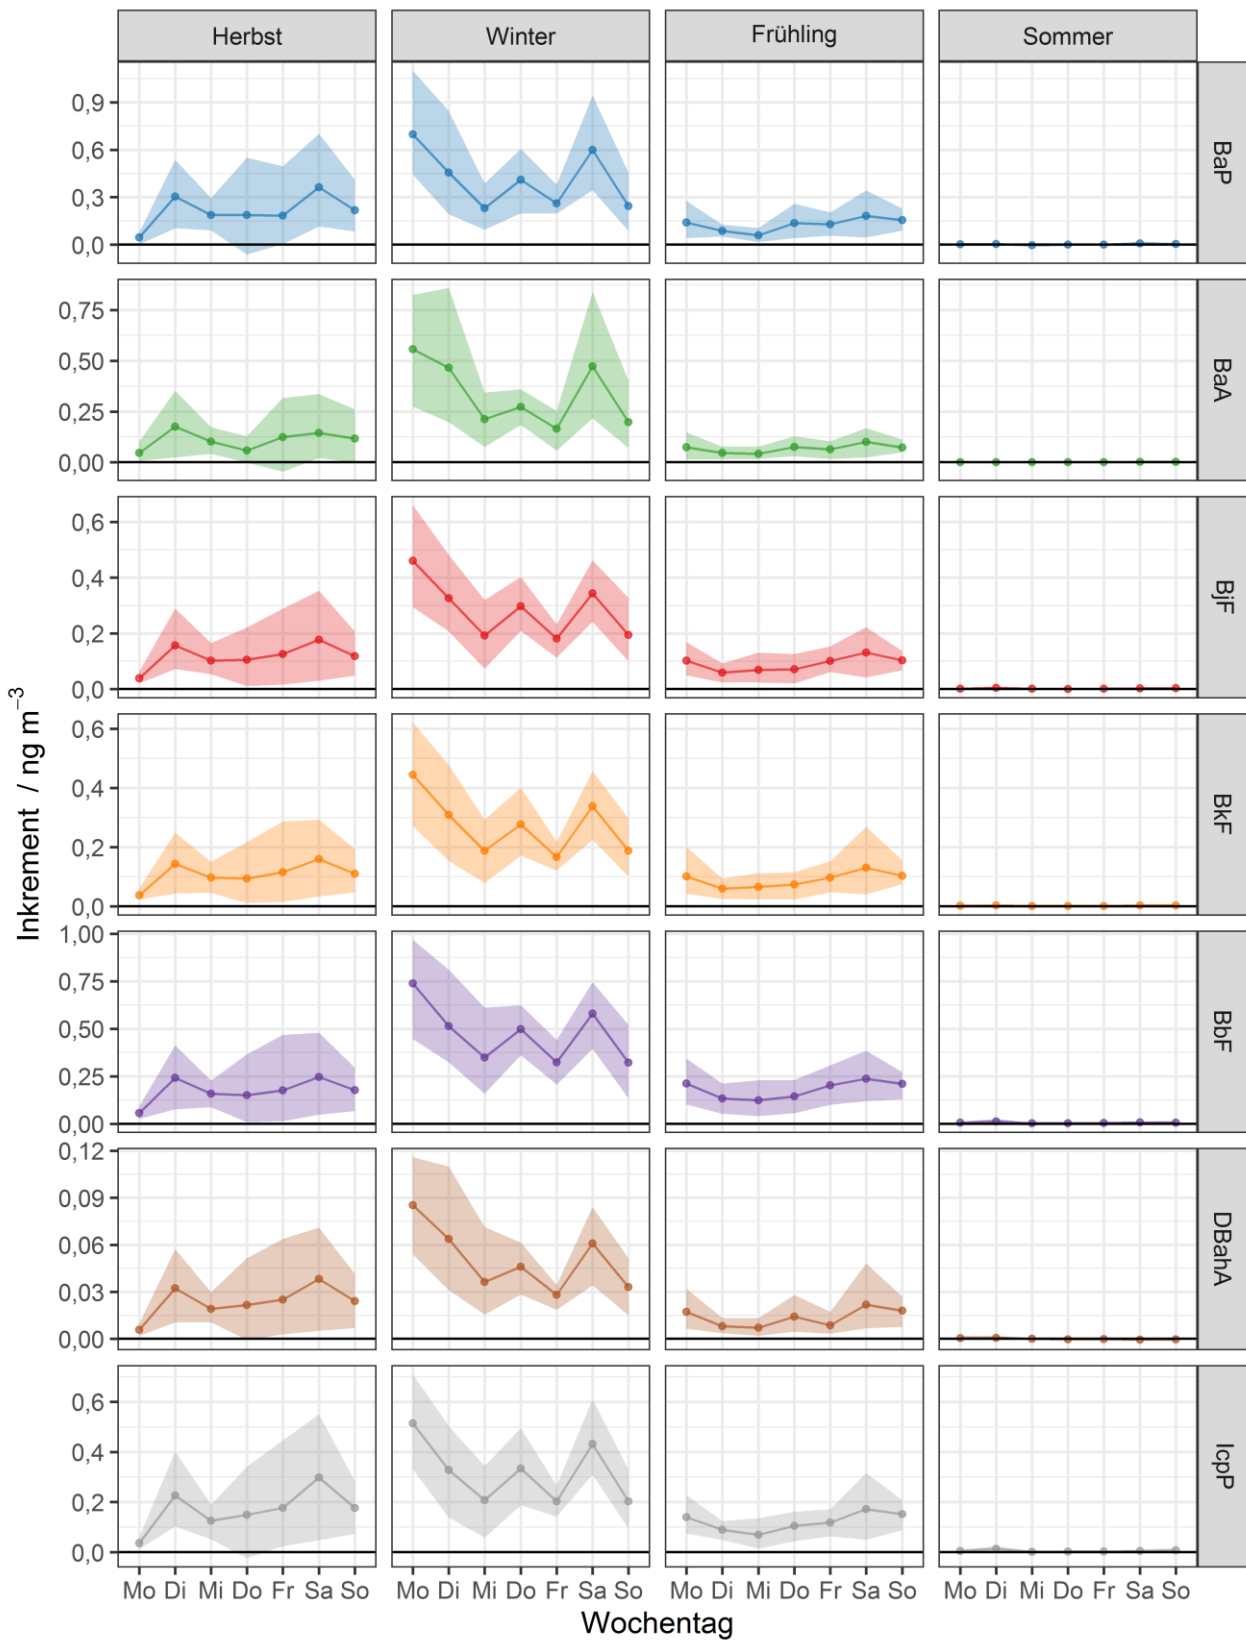 Herbst Winter Frühling Sommer
0,9
0,6
0,3
0,0
BaP
0,75
0,50
0,25
0,00
BaA
0,6
0,4
0,2
0,0
BjF
0,6
0,4
0,2
0,0
BkF
1,00
0,75
0,50
0,25
0,00
BbF
0,12
0,09
0,06
0,03
0,00
DBahA
0,6
0,4
0,2
0,0
IcpP
Inkrement / ng m⁻³
Mo Di Mi Do Fr Sa So Mo Di Mi Do Fr Sa So Mo Di Mi Do Fr Sa So Mo Di Mi Do Fr Sa So
Wochentag